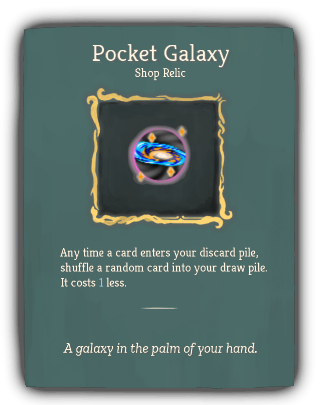 Pocket Galaxy
Shop Relic
Any time a card enters your discard pile,
shuffle a random card into your draw pile.
It costs 1 less.
A galaxy in the palm of your hand.